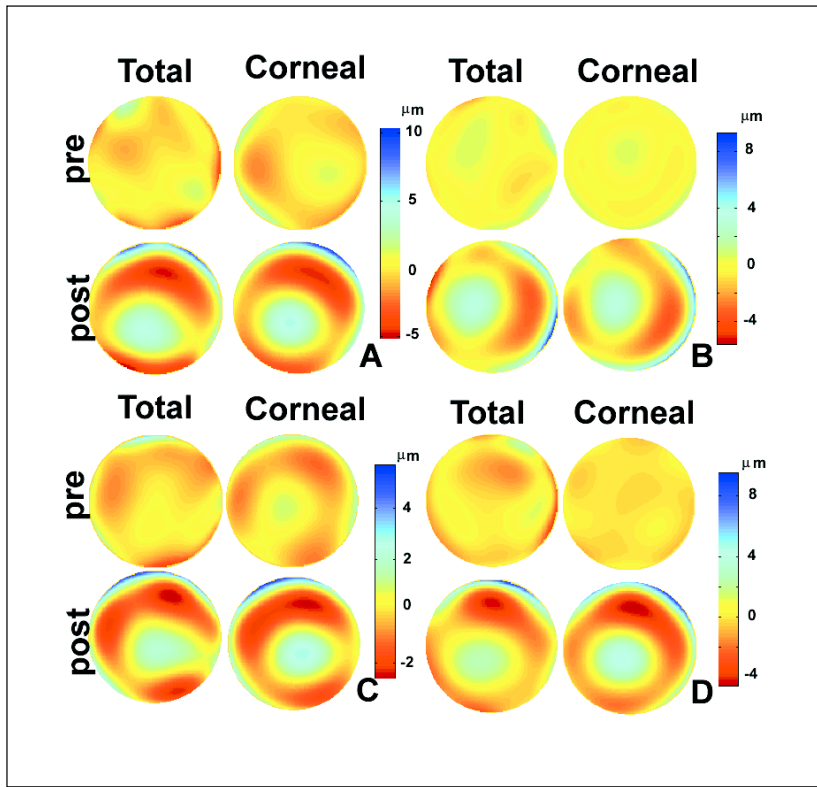 Total Corneal
μm
pre
10
5
0
-5
post
A
Total Corneal
μm
8
4
0
-4
B
Total Corneal
μm
pre
4
2
0
-2
post
C
Total Corneal
μm
8
4
0
-4
D